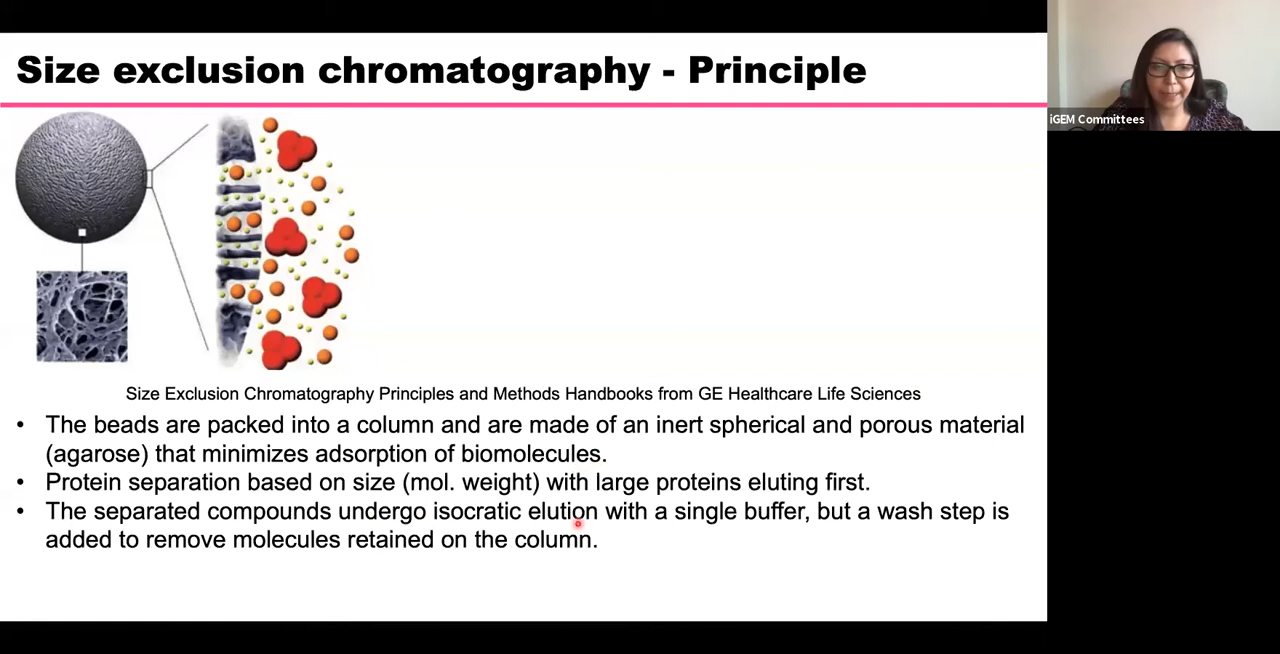 Size exclusion chromatography - Principle
iGEM Committees
Size Exclusion Chromatography Principles and Methods Handbooks from GE Healthcare Life Sciences
• The beads are packed into a column and are made of an inert spherical and porous material
(agarose) that minimizes adsorption of biomolecules.
• Protein separation based on size (mol. weight) with large proteins eluting first.
• The separated compounds undergo isocratic elution with a single buffer, but a wash step is
added to remove molecules retained on the column.